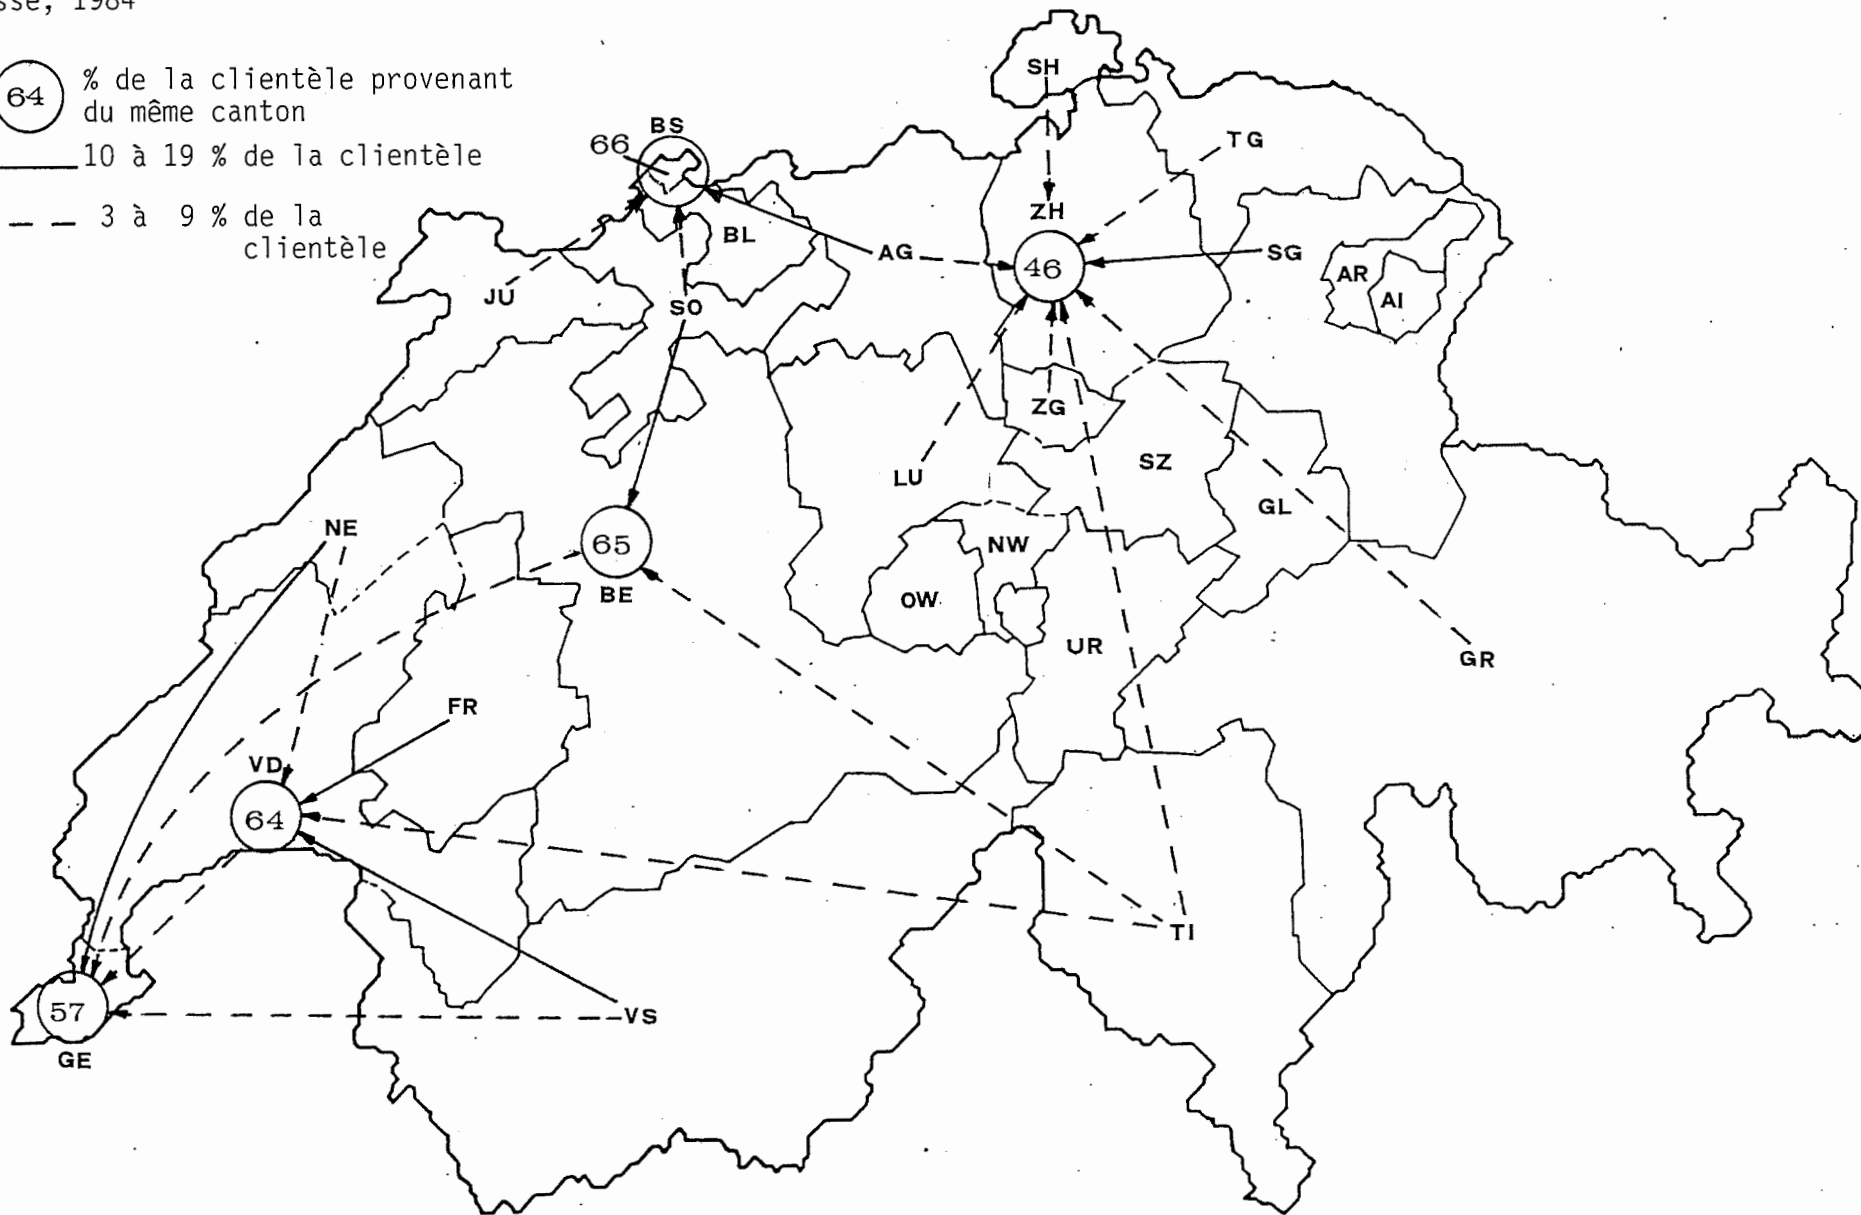 1984
64
% de la clientèle provenant
du même canton
10 à 19 % de la clientèle
3 à 9 % de la
clientèle
SH
BS
66
TG
ZH
BL
AG
46
SG
AR
AI
JU
SO
ZG
LU
SZ
GL
NE
65
BE
NW
OW
UR
GR
FR
VD
64
TI
57
VS
GE